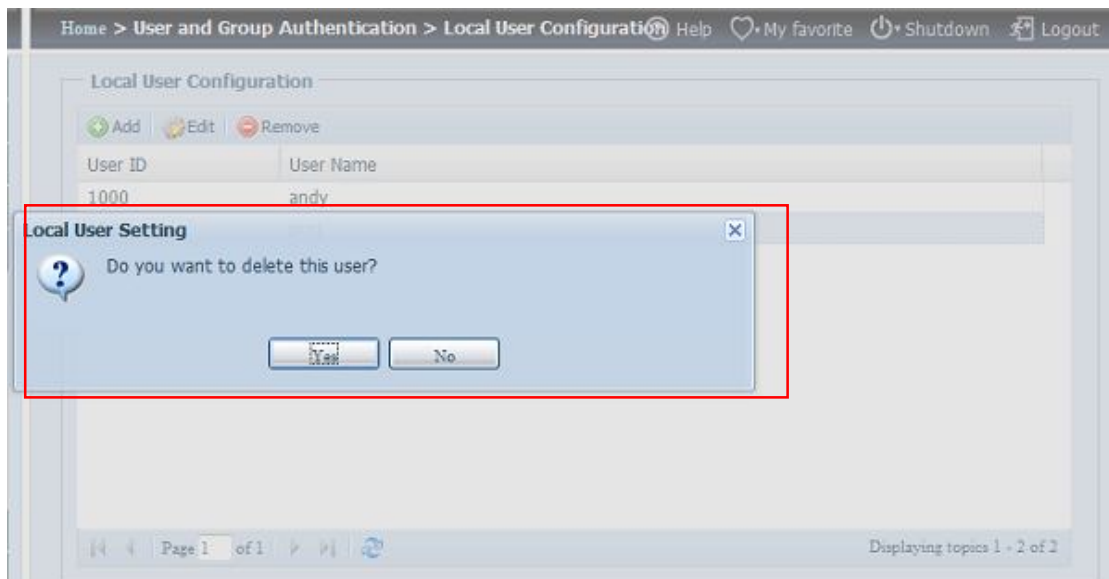 Home > User and Group Authentication > Local User Configuration Help My favorite Shutdown Logout
Local User Configuration
Add Edit Remove
User ID User Name
1000 andy
Local User Setting
Do you want to delete this user?
Yes No
Page 1 of 1 Displaying topics 1 - 2 of 2